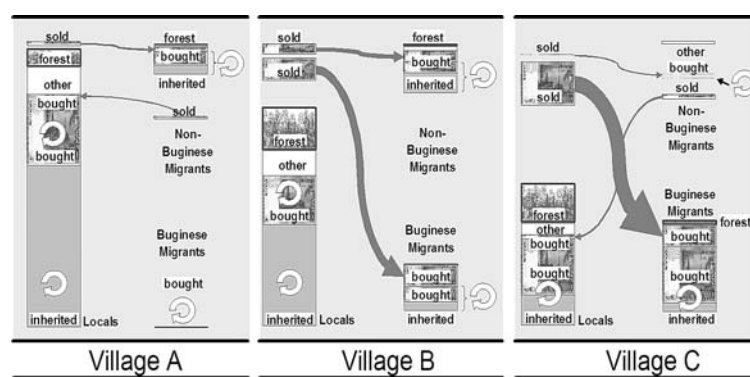 sold
forest
other
bought
bought
inherited
Locals
forest
bought
inherited
sold
Non-
Buginese
Migrants
Buginese
Migrants
bought
Village A
sold
sold
forest
other
bought
inherited
Locals
forest
bought
inherited
Non-
Buginese
Migrants
Buginese
Migrants
bought
bought
inherited
Village B
sold
sold
forest
other
bought
bought
inherited
Locals
other
bought
sold
Non-
Buginese
Migrants
Buginese
Migrants
forest
bought
bought
inherited
Village C